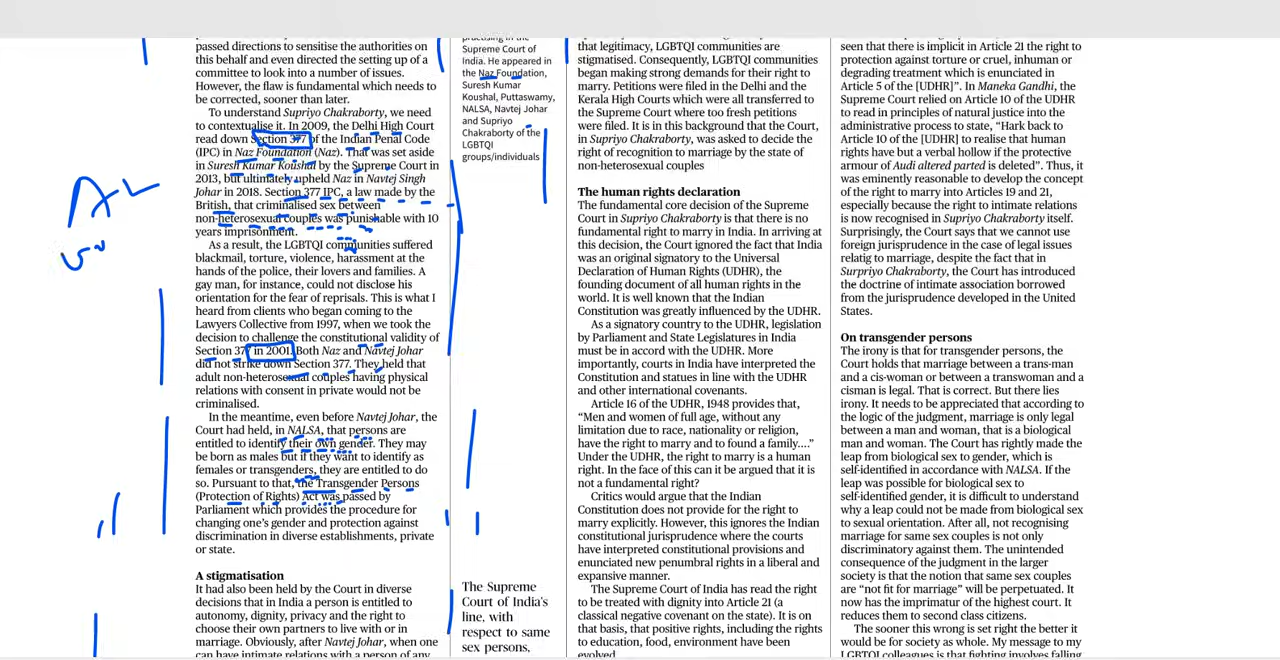 passed directions to sensitise the authorities on
this behalf and even directed the setting up of a
committee to look into a number of issues.
However, the flaw is fundamental which needs to
be corrected, sooner than later.
To understand Supriyo Chakraborty, we need
to contextualise it. In 2009, the Delhi High Court
read down Section 377 of the Indian Penal Code
(IPC) in Naz Foundation (Naz). That was set aside
in Suresh Kumar Koushal by the Supreme Court in
2013, but ultimately upheld Naz in Navtej Singh
Johar in 2018. Section 377 IPC, a law made by the
British, that criminalised sex between
non-heterosexual couples was punishable with 10
years imprisonment.
As a result, the LGBTQI communities suffered
blackmail, torture, violence, harassment at the
hands of the police, their lovers and families. A
gay man, for instance, could not disclose his
orientation for the fear of reprisals. This is what I
heard from clients who began coming to the
Lawyers Collective from 1997, when we took the
decision to challenge the constitutional validity of
Section 377 in 2001. Both Naz and Navtej Johar
did not strike down Section 377. They held that
adult non-heterosexual couples having physical
relations with consent in private would not be
criminalised.
In the meantime, even before Navtej Johar, the
Court had held, in NALSA, that persons are
entitled to identify their own gender. They may
be born as males but if they want to identify as
females or transgenders, they are entitled to do
so. Pursuant to that, the Transgender Persons
(Protection of Rights) Act was passed by
Parliament which provides the procedure for
changing one's gender and protection against
discrimination in diverse establishments, private
or state.
A stigmatisation
It had also been held by the Court in diverse
decisions that in India a person is entitled to
autonomy, dignity, privacy and the right to
choose their own partners to live with or in
marriage. Obviously, after Navtej Johar, when one
can have intimate relations with a person of any
practising in the
Supreme Court of
India. He appeared in
the Naz Foundation,
Suresh Kumar
Koushal, Puttaswamy,
NALSA, Navtej Johar
and Supriyo
Chakraborty of the
LGBTQI
groups/individuals
The Supreme
Court of India's
line, with
respect to same
sex persons,
that legitimacy, LGBTQI communities are
stigmatised. Consequently, LGBTQI communities
began making strong demands for their right to
marry. Petitions were filed in the Delhi and the
Kerala High Courts which were all transferred to
the Supreme Court where too fresh petitions
were filed. It is in this background that the Court,
in Supriyo Chakraborty, was asked to decide the
right of recognition to marriage by the state of
non-heterosexual couples
The human rights declaration
The fundamental core decision of the Supreme
Court in Supriyo Chakraborty is that there is no
fundamental right to marry in India. In arriving at
this decision, the Court ignored the fact that India
was an original signatory to the Universal
Declaration of Human Rights (UDHR), the
founding document of all human rights in the
world. It is well known that the Indian
Constitution was greatly influenced by the UDHR.
As a signatory country to the UDHR, legislation
by Parliament and State Legislatures in India
must be in accord with the UDHR. More
importantly, courts in India have interpreted the
Constitution and statutes in line with the UDHR
and other international covenants.
Article 16 of the UDHR, 1948 provides that,
"Men and women of full age, without any
limitation due to race, nationality or religion,
have the right to marry and to found a family...."
Under the UDHR, the right to marry is a human
right. In the face of this can it be argued that it is
not a fundamental right?
Critics would argue that the Indian
Constitution does not provide for the right to
marry explicitly. However, this ignores the Indian
constitutional jurisprudence where the courts
have interpreted constitutional provisions and
enunciated new penumbral rights in a liberal and
expansive manner.
The Supreme Court of India has read the right
to be treated with dignity into Article 21 (a
classical negative covenant on the state). It is on
that basis, that positive rights, including the rights
to education, food, environment have been
evolved
seen that there is implicit in Article 21 the right to
protection against torture or cruel, inhuman or
degrading treatment which is enunciated in
Article 5 of the [UDHR]". In Maneka Gandhi, the
Supreme Court relied on Article 10 of the UDHR
to read in principles of natural justice into the
administrative process to state, "Hark back to
Article 10 of the [UDHR] to realise that human
rights have but a verbal hollow if the protective
armour of Audi altered parted is deleted". Thus, it
was eminently reasonable to develop the concept
of the right to marry into Articles 19 and 21,
especially because the right to intimate relations
is now recognised in Supriyo Chakraborty itself.
Surprisingly, the Court says that we cannot use
foreign jurisprudence in the case of legal issues
relatig to marriage, despite the fact that in
Surpriyo Chakraborty, the Court has introduced
the doctrine of intimate association borrowed
from the jurisprudence developed in the United
States.
On transgender persons
The irony is that for transgender persons, the
Court holds that marriage between a trans-man
and a cis-woman or between a transwoman and a
cisman is legal. That is correct. But there lies
irony. It needs to be appreciated that according to
the logic of the judgment, marriage is only legal
between a man and woman, that is a biological
man and woman. The Court has rightly made the
leap from biological sex to gender, which is
self-identified in accordance with NALSA. If the
leap was possible for biological sex to
self-identified gender, it is difficult to understand
why a leap could not be made from biological sex
to sexual orientation. After all, not recognising
marriage for same sex couples is not only
discriminatory against them. The unintended
consequence of the judgment in the larger
society is that the notion that same sex couples
are "not fit for marriage" will be perpetuated. It
now has the imprimatur of the highest court. It
reduces them to second class citizens.
The sooner this wrong is set right the better it
would be for society as whole. My message to my
LGBTQI colleagues is that fighting involves falling